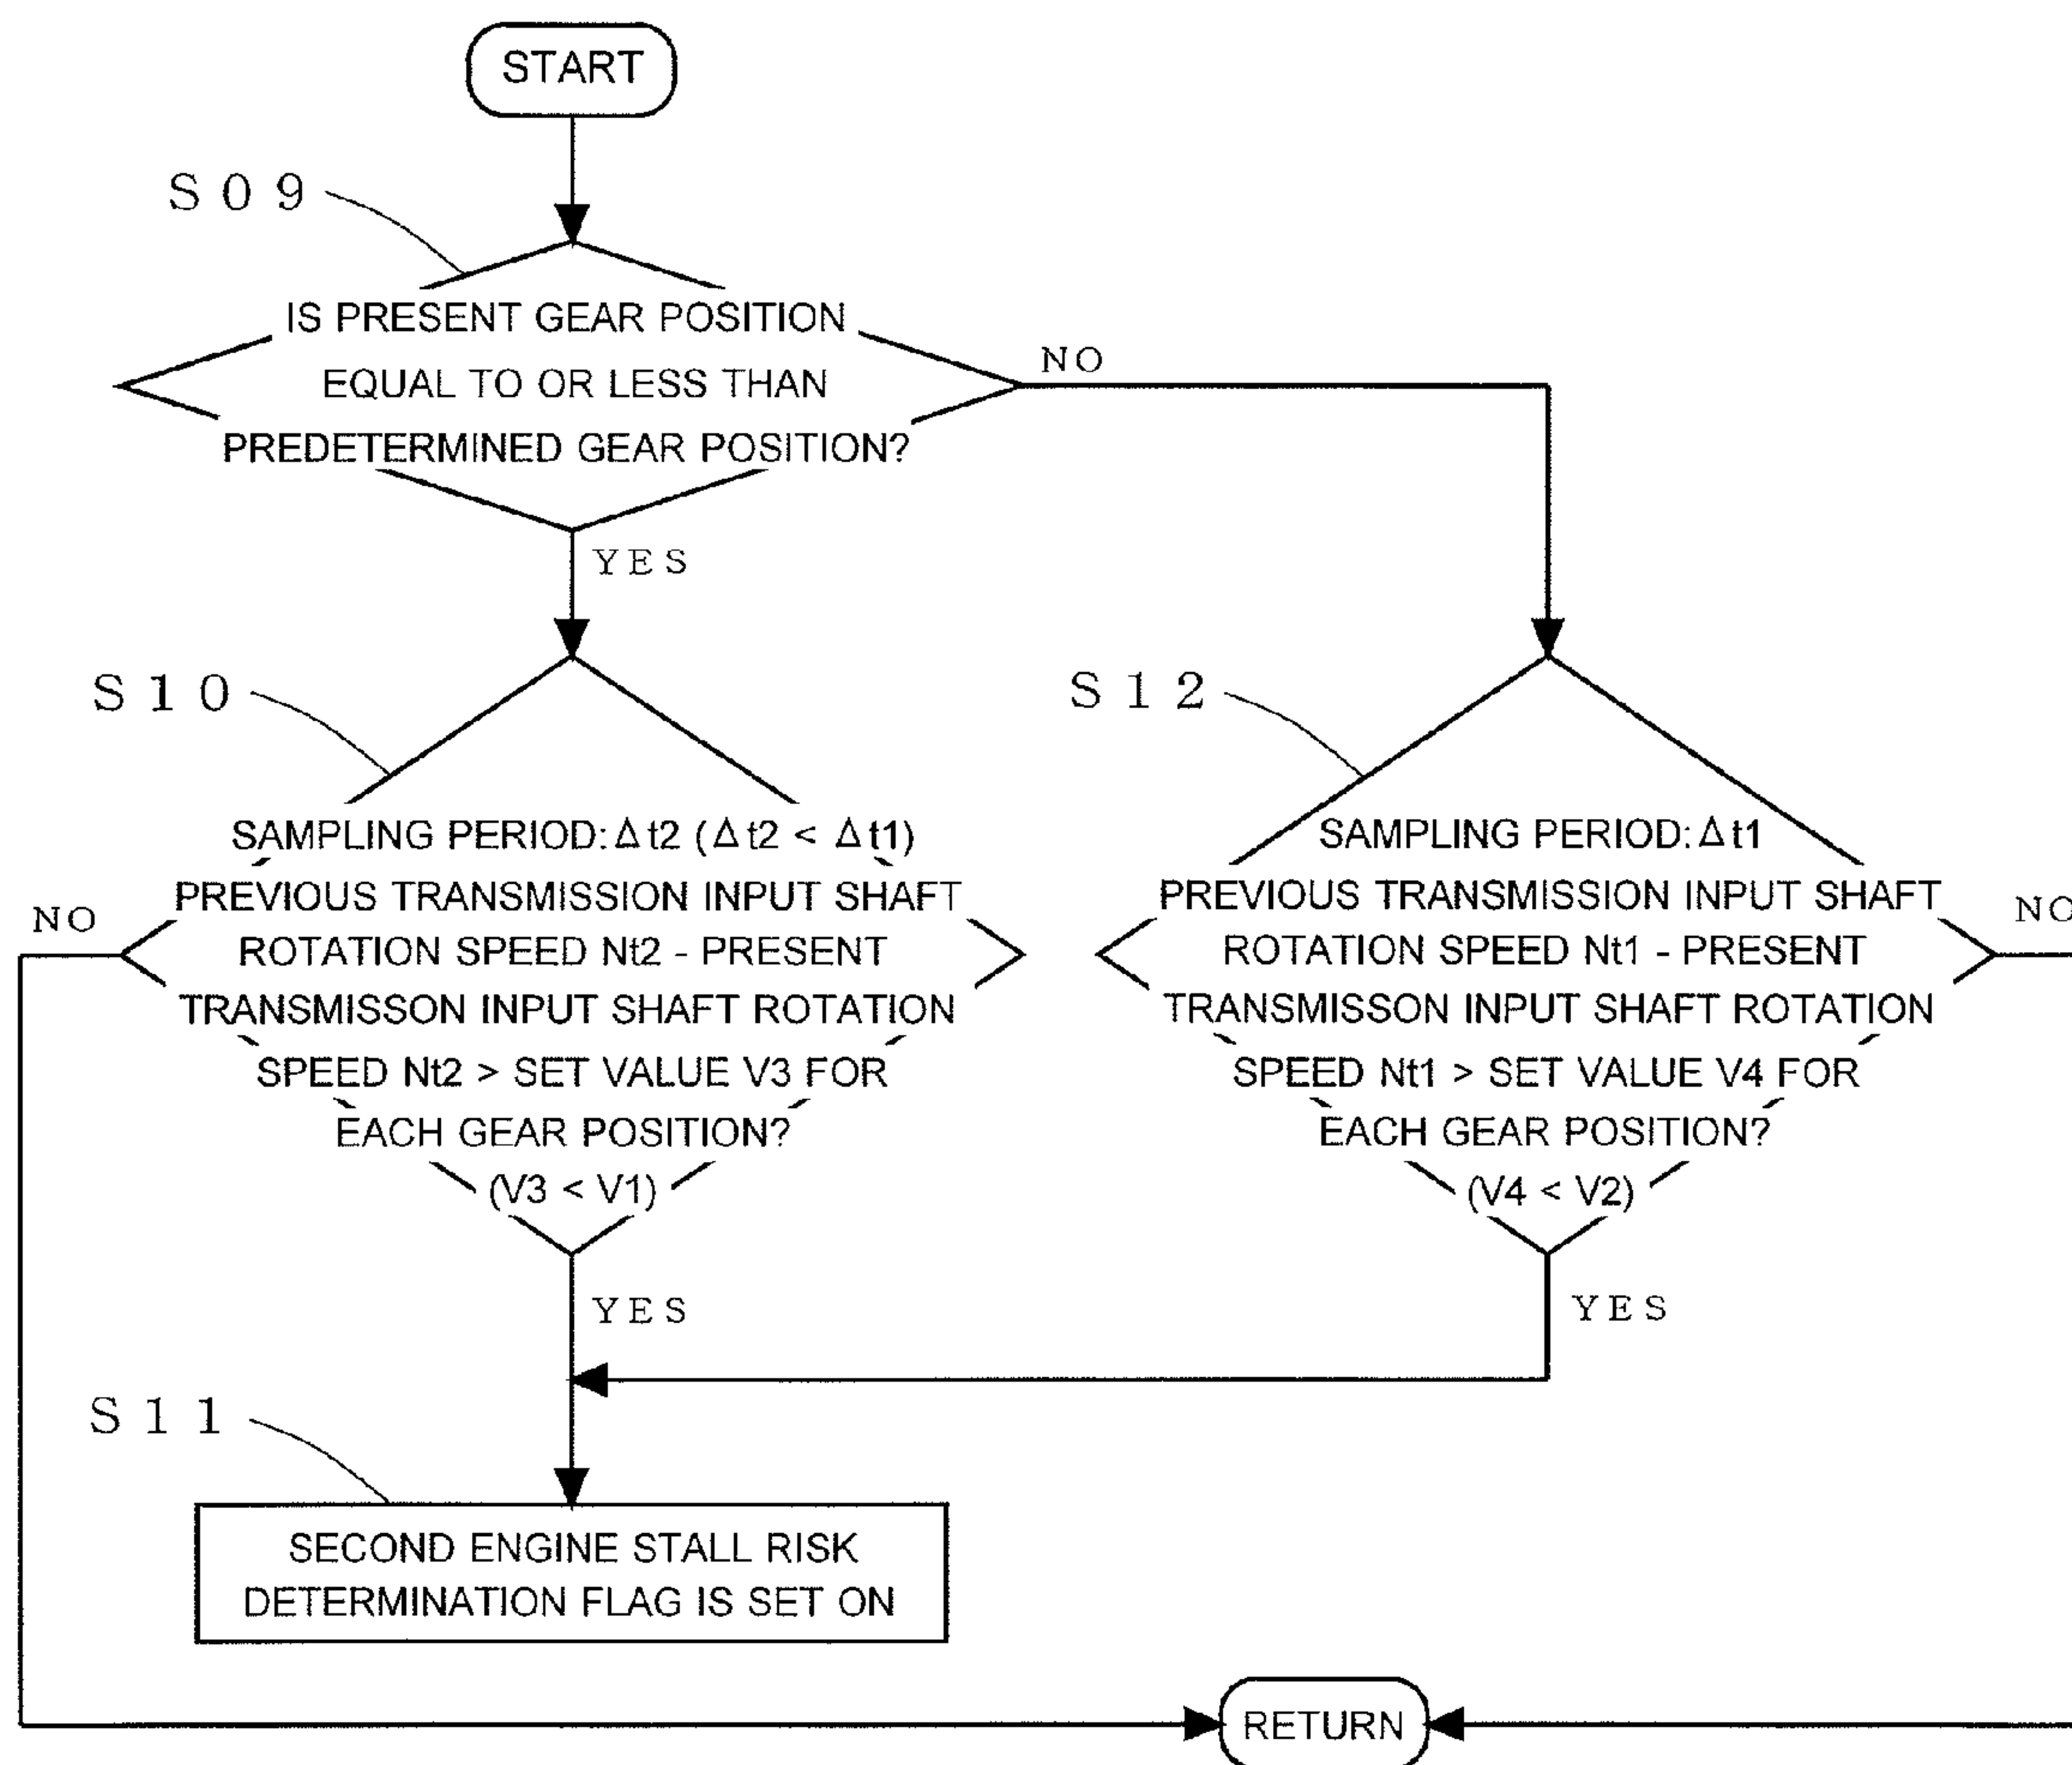 START
S09
IS PRESENT GEAR POSITION
EQUAL TO OR LESS THAN
PREDETERMINED GEAR POSITION?
NO
YES
S10
SAMPLING PERIOD: Δt2 (Δt2 < Δt1)
PREVIOUS TRANSMISSION INPUT SHAFT
ROTATION SPEED Nt2 - PRESENT
TRANSMISSON INPUT SHAFT ROTATION
SPEED Nt2 > SET VALUE V3 FOR
EACH GEAR POSITION?
(V3 < V1)
NO
YES
S12
SAMPLING PERIOD: Δt1
PREVIOUS TRANSMISSION INPUT SHAFT
ROTATION SPEED Nt1 - PRESENT
TRANSMISSON INPUT SHAFT ROTATION
SPEED Nt1 > SET VALUE V4 FOR
EACH GEAR POSITION?
(V4 < V2)
NO
YES
S11
SECOND ENGINE STALL RISK
DETERMINATION FLAG IS SET ON
RETURN